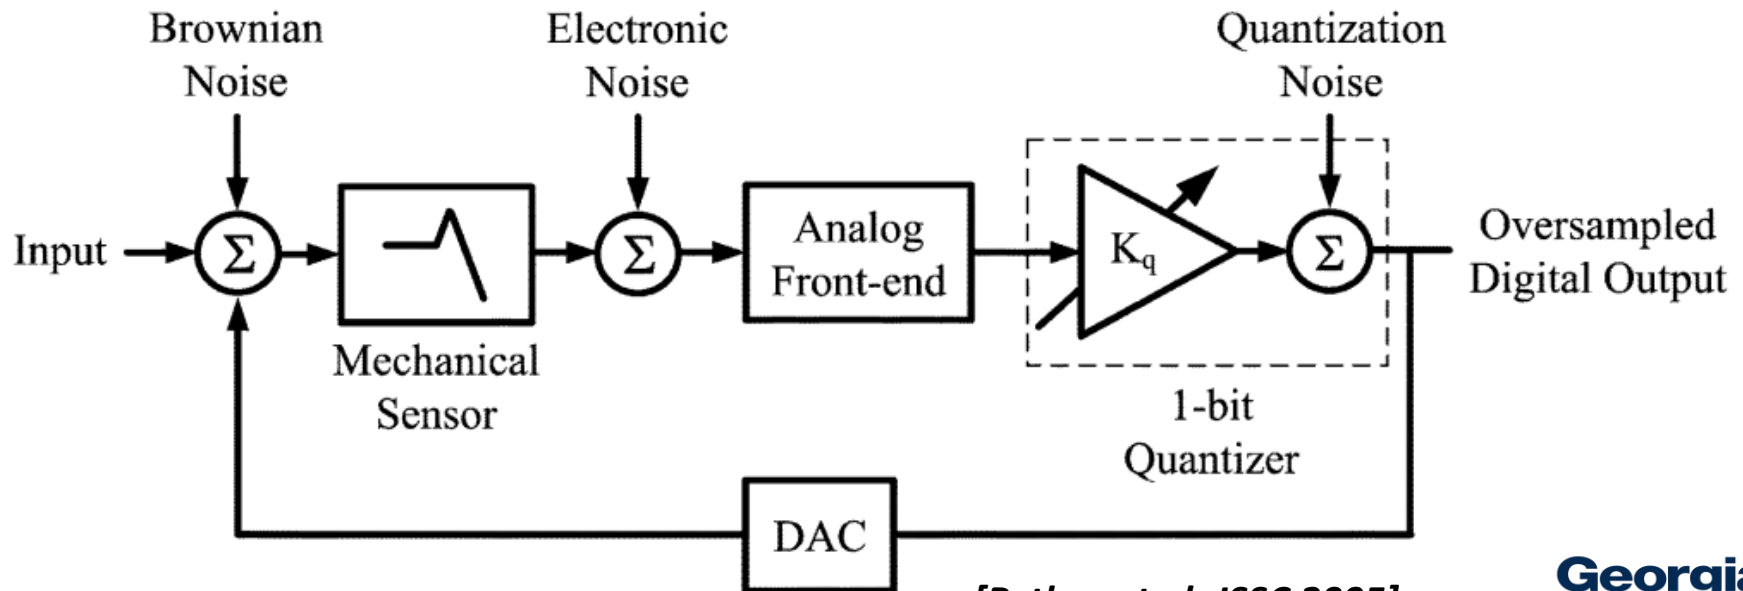 Brownian
Noise
Electronic
Noise
Quantization
Noise
Input
Σ
Σ
Analog
Front-end
Kq
Σ
Oversampled
Digital Output
Mechanical
Sensor
1-bit
Quantizer
DAC
Georgia